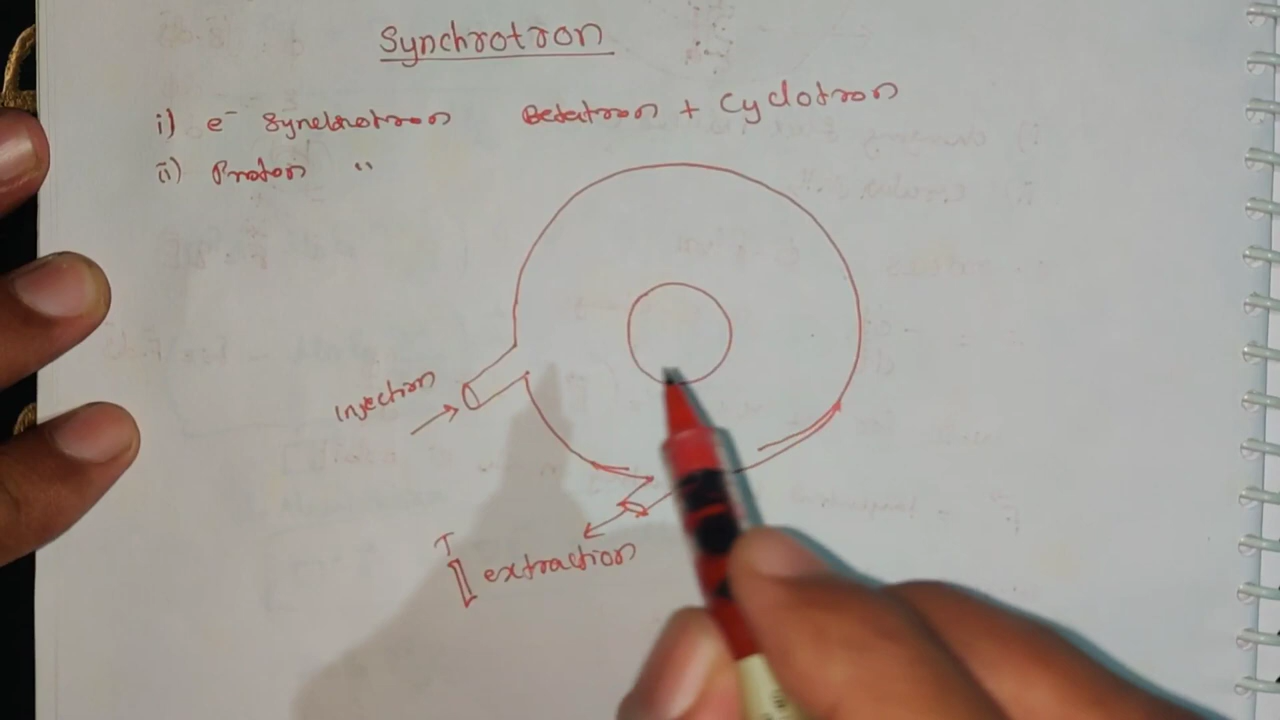 Synchrotron
i) e⁻ Synchrotron Betatron + Cyclotron
ii) Proton "
Injection
T
extraction